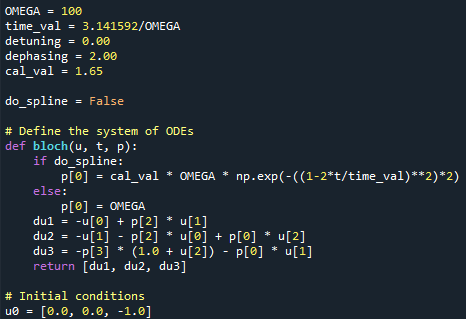 OMEGA = 100
time_val = 3.141592/OMEGA
detuning = 0.00
dephasing = 2.00
cal_val = 1.65

do_spline = False

# Define the system of ODEs
def bloch(u, t, p):
    if do_spline:
        p[0] = cal_val * OMEGA * np.exp(-((1-2*t/time_val)**2)*2)
    else:
        p[0] = OMEGA
    du1 = -u[0] + p[2] * u[1]
    du2 = -u[1] - p[2] * u[0] + p[0] * u[2]
    du3 = -p[3] * (1.0 + u[2]) - p[0] * u[1]
    return [du1, du2, du3]

# Initial conditions
u0 = [0.0, 0.0, -1.0]